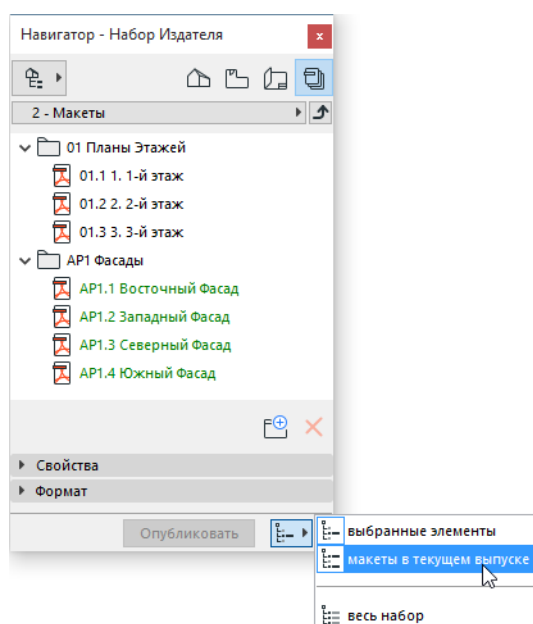 Навигатор - Набор Издателя
x
2 - Макеты
01 Планы Этажей
01.1 1. 1-й этаж
01.2 2. 2-й этаж
01.3 3. 3-й этаж
АР1 Фасады
АР1.1 Восточный Фасад
АР1.2 Западный Фасад
АР1.3 Северный Фасад
АР1.4 Южный Фасад
Свойства
Формат
Опубликовать
выбранные элементы
макеты в текущем выпуске
весь набор